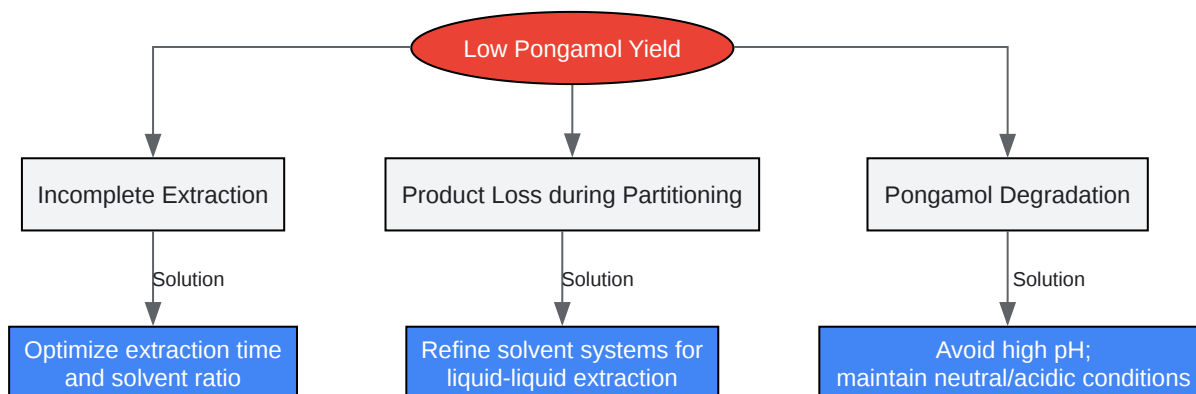 Low Pongamol Yield
Incomplete Extraction
Product Loss during Partitioning
Pongamol Degradation
Solution
Solution
Solution
Optimize extraction time
and solvent ratio
Refine solvent systems for
liquid-liquid extraction
Avoid high pH;
maintain neutral/acidic conditions